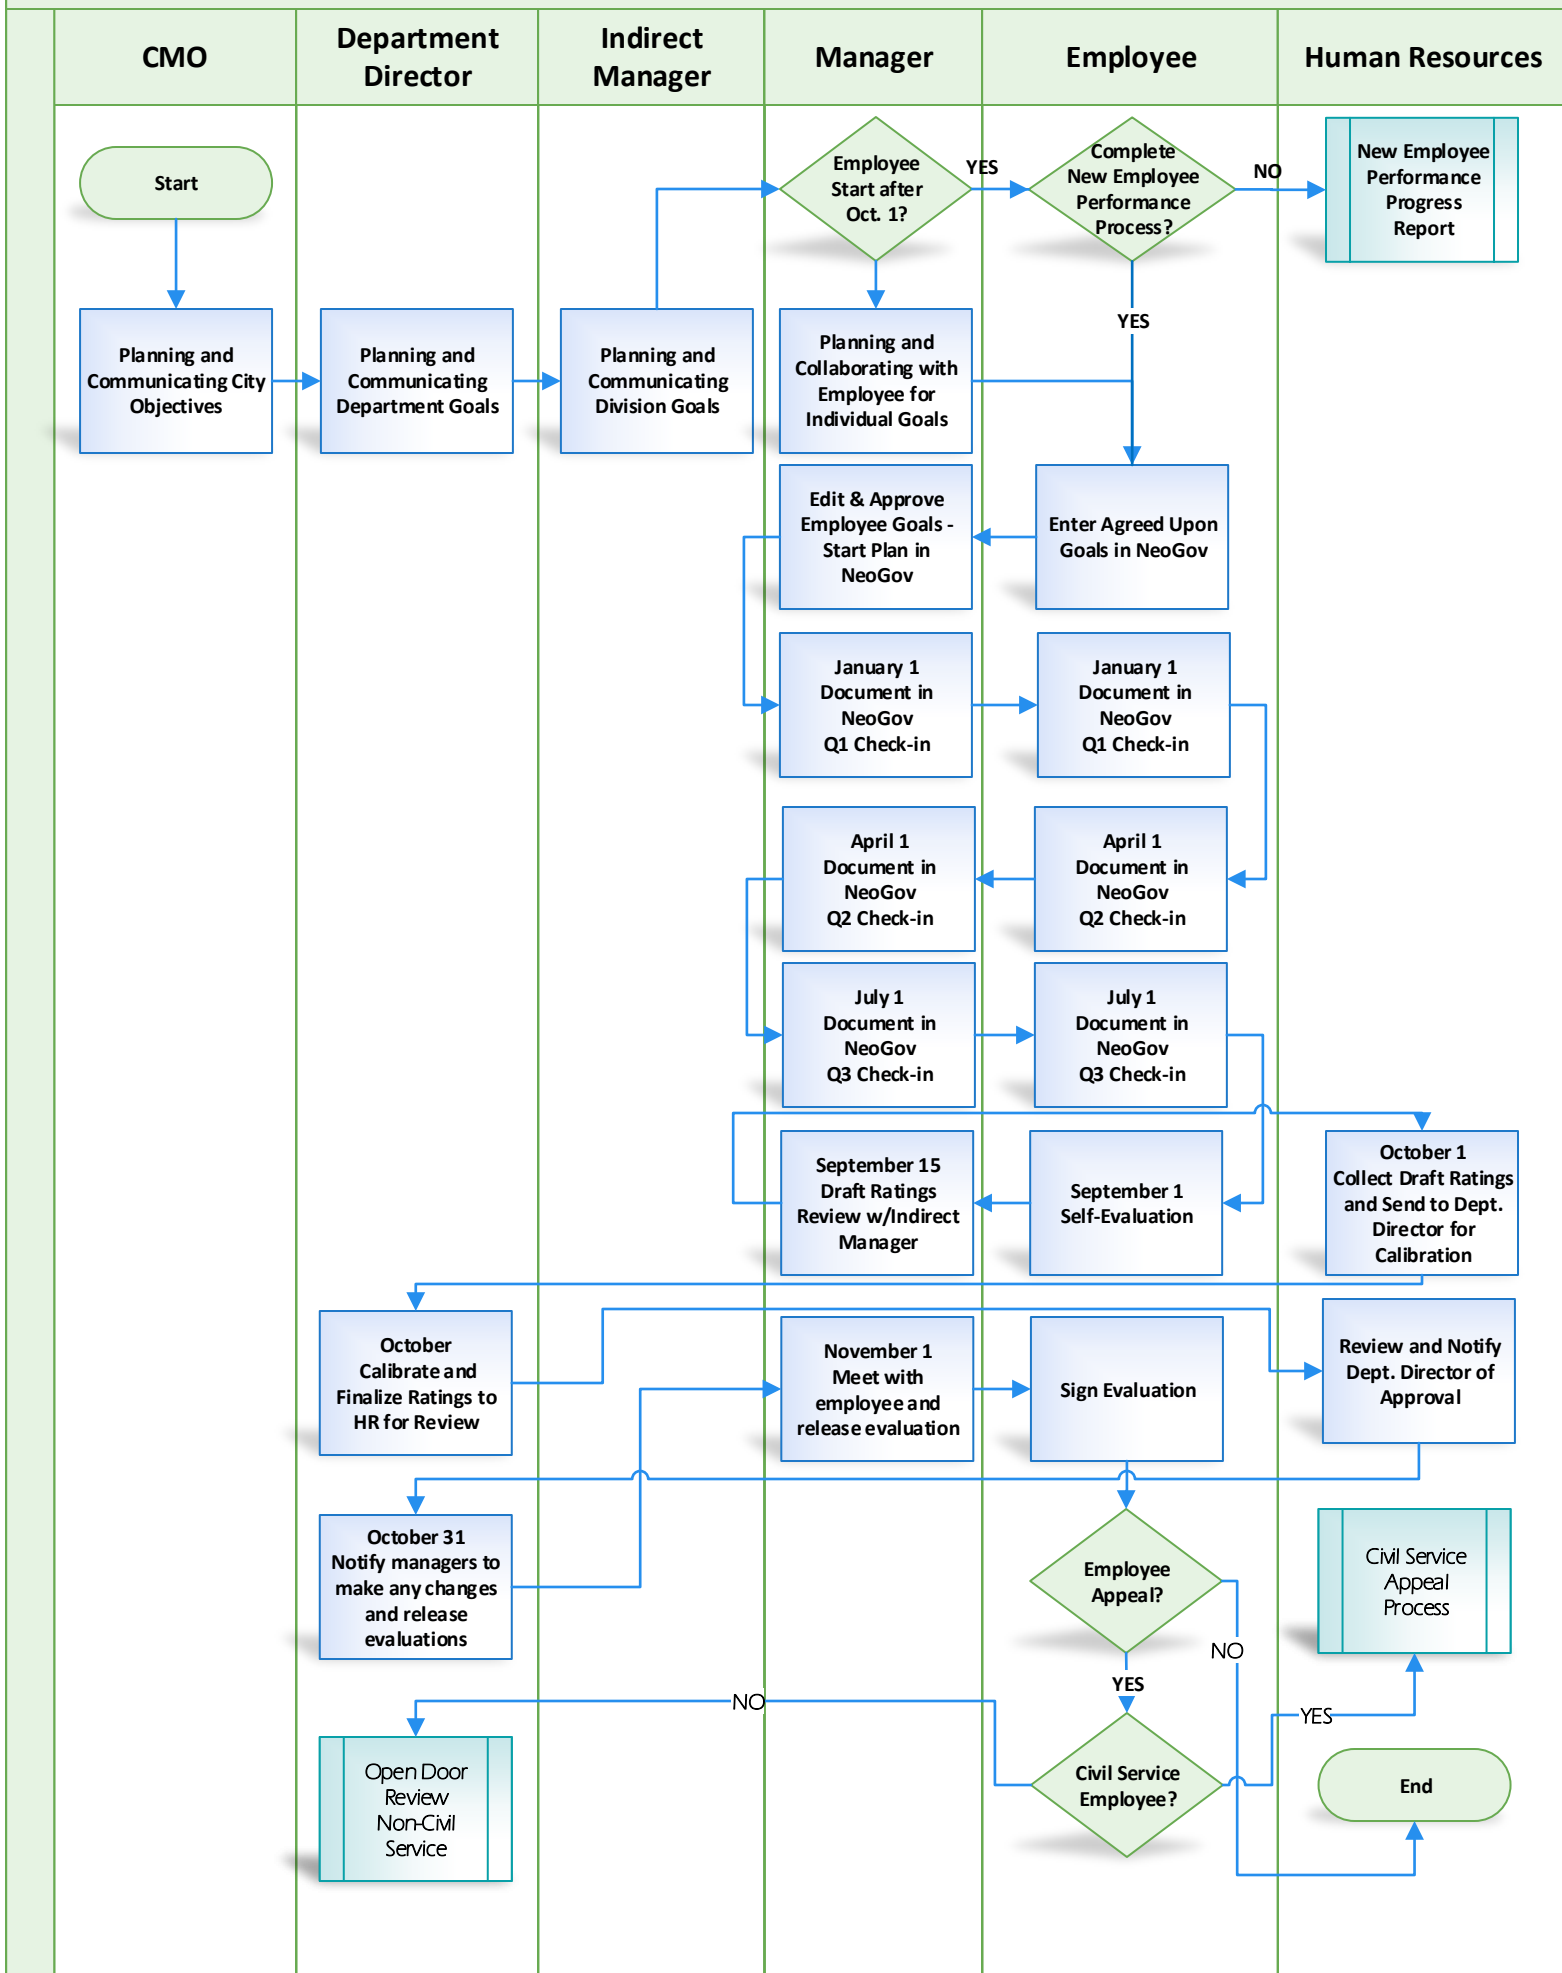 CMO
Department
Director
Indirect
Manager
Manager
Employee
Human Resources
Start
Employee
Start after
Oct. 1?
YES
Complete
New Employee
Performance
Process?
NO
New Employee
Performance
Progress
Report
YES
Planning and
Communicating City
Objectives
Planning and
Communicating
Department Goals
Planning and
Communicating
Division Goals
Planning and
Collaborating with
Employee for
Individual Goals
Edit & Approve
Employee Goals -
Start Plan in
NeoGov
Enter Agreed Upon
Goals in NeoGov
January 1
Document in
NeoGov
Q1 Check-in
January 1
Document in
NeoGov
Q1 Check-in
April 1
Document in
NeoGov
Q2 Check-in
April 1
Document in
NeoGov
Q2 Check-in
July 1
Document in
NeoGov
Q3 Check-in
July 1
Document in
NeoGov
Q3 Check-in
September 15
Draft Ratings
Review w/Indirect
Manager
September 1
Self-Evaluation
October 1
Collect Draft Ratings
and Send to Dept.
Director for
Calibration
October
Calibrate and
Finalize Ratings to
HR for Review
November 1
Meet with
employee and
release evaluation
Sign Evaluation
Review and Notify
Dept. Director of
Approval
October 31
Notify managers to
make any changes
and release
evaluations
Employee
Appeal?
Civil Service
Appeal
Process
NO
YES
NO
YES
Open Door
Review
Non-Civil
Service
Civil Service
Employee?
End